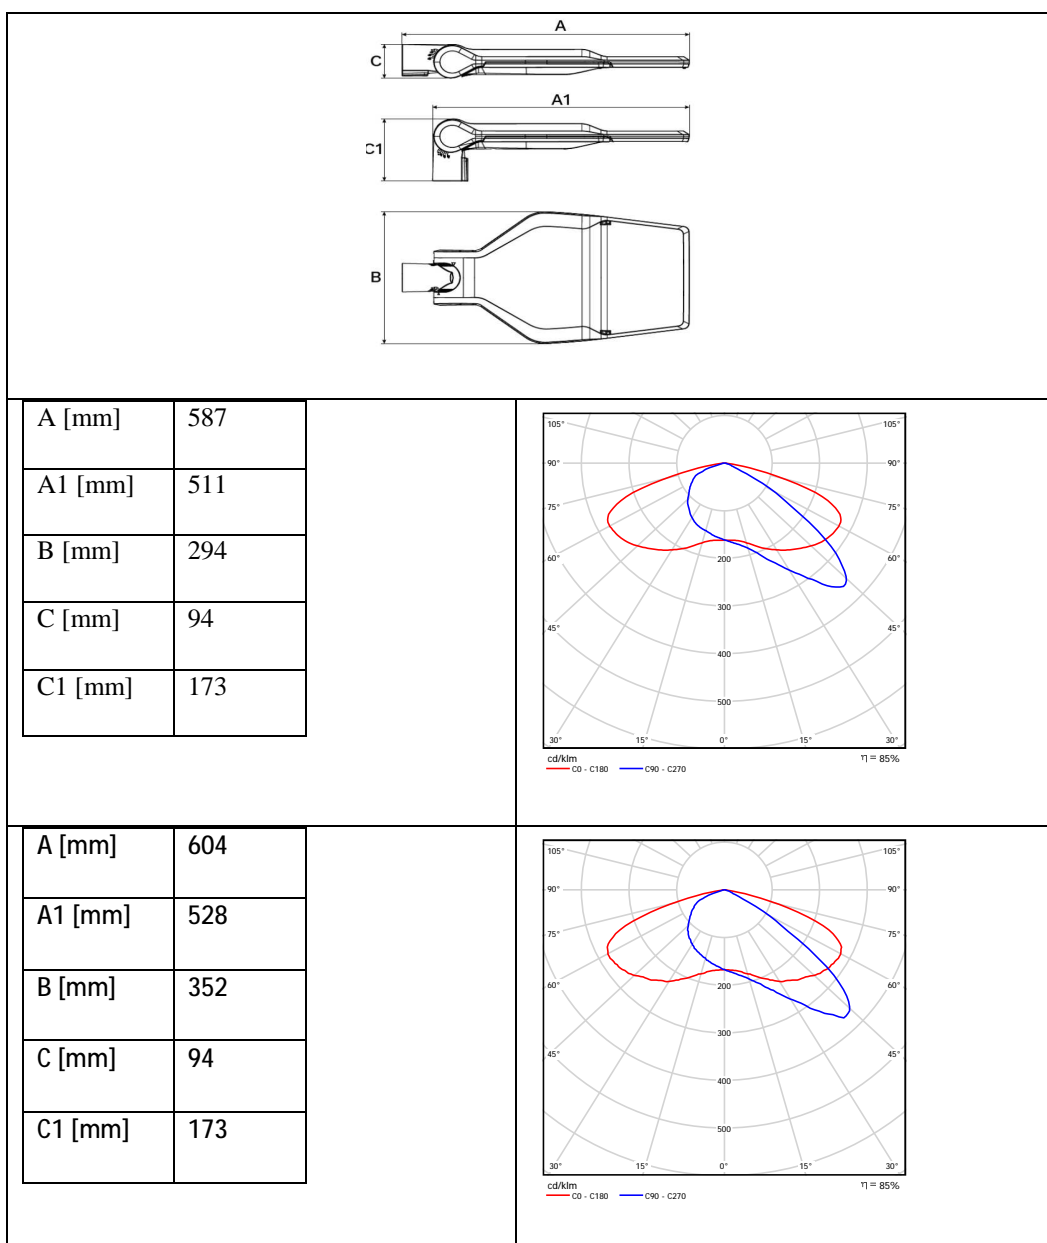 A
C
A1
C1
B
A [mm] 587
A1 [mm] 511
B [mm] 294
C [mm] 94
C1 [mm] 173
105° 105°
90° 90°
75° 75°
60° 60°
200
300
45° 45°
400
500
30° 15° 0° 15° 30°
cd/klm η = 85%
C0 - C180 C90 - C270
A [mm] 604
A1 [mm] 528
B [mm] 352
C [mm] 94
C1 [mm] 173
105° 105°
90° 90°
75° 75°
60° 60°
200
300
45° 45°
400
500
30° 15° 0° 15° 30°
cd/klm η = 85%
C0 - C180 C90 - C270